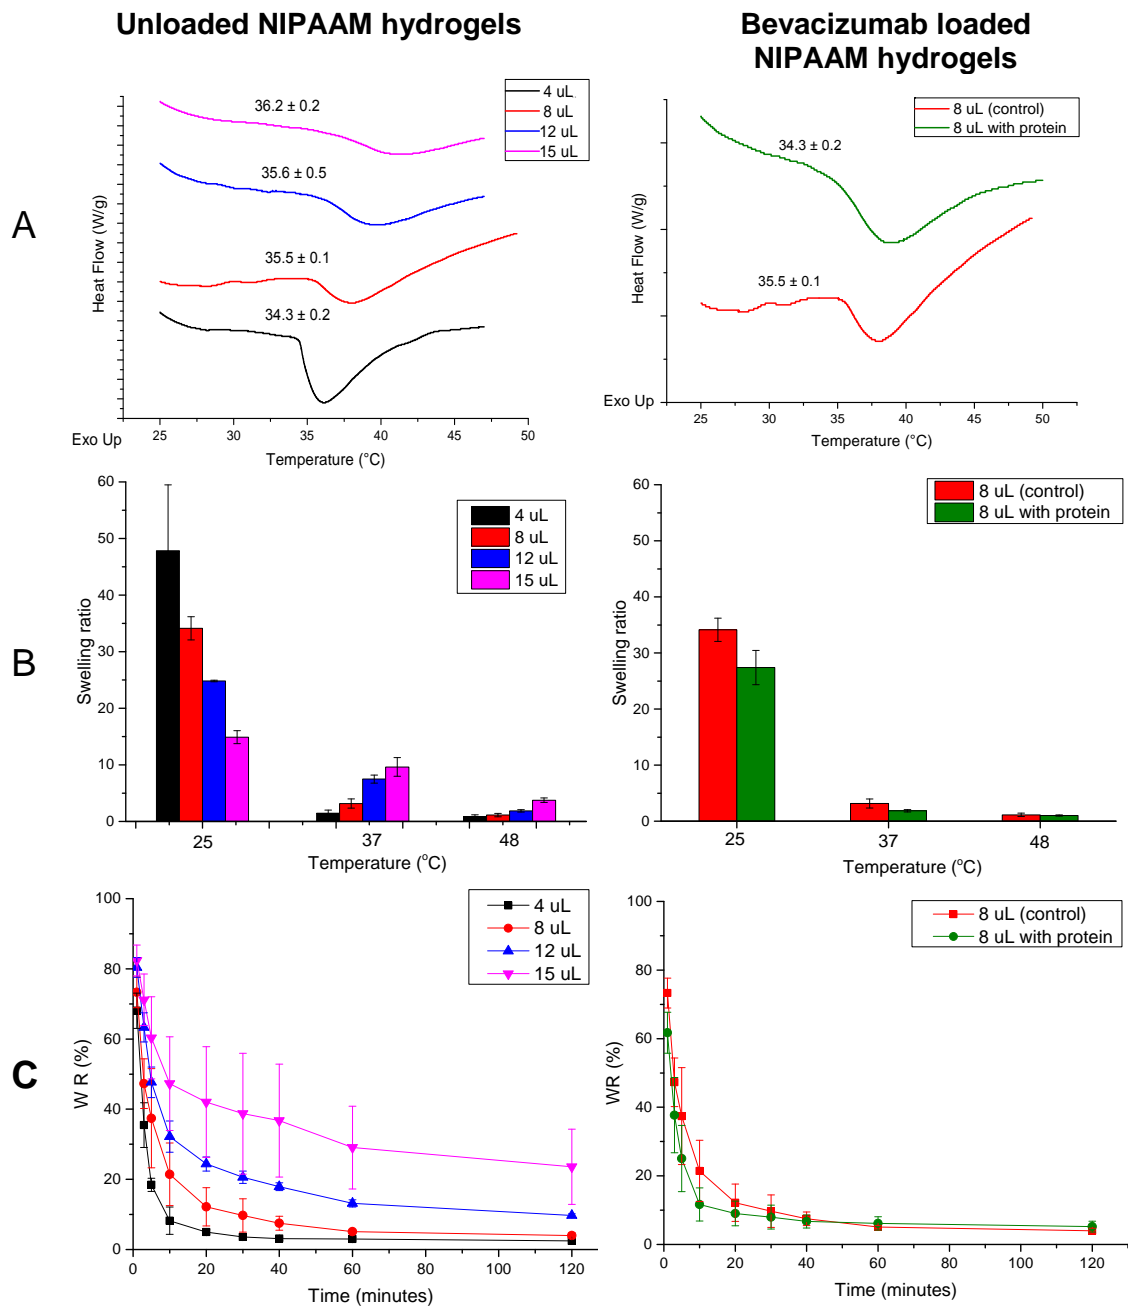 Unloaded NIPAAM hydrogels
Bevacizumab loaded
NIPAAM hydrogels
A
36.2 ± 0.2
35.6 ± 0.5
35.5 ± 0.1
34.3 ± 0.2
4 uL
8 uL
12 uL
15 uL
Heat Flow (W/g)
Exo Up
25 30 35 40 45 50
Temperature (°C)
34.3 ± 0.2
35.5 ± 0.1
8 uL (control)
8 uL with protein
Heat Flow (W/g)
Exo Up
25 30 35 40 45 50
Temperature (°C)
B
60
50
40
30
20
10
0
Swelling ratio
4 uL
8 uL
12 uL
15 uL
25 37 48
Temperature (°C)
60
50
40
30
20
10
0
Swelling ratio
8 uL (control)
8 uL with protein
25 37 48
Temperature (°C)
C
100
80
60
40
20
0
W R (%)
4 uL
8 uL
12 uL
15 uL
0 20 40 60 80 100 120
Time (minutes)
100
80
60
40
20
0
WR (%)
8 uL (control)
8 uL with protein
0 20 40 60 80 100 120
Time (minutes)